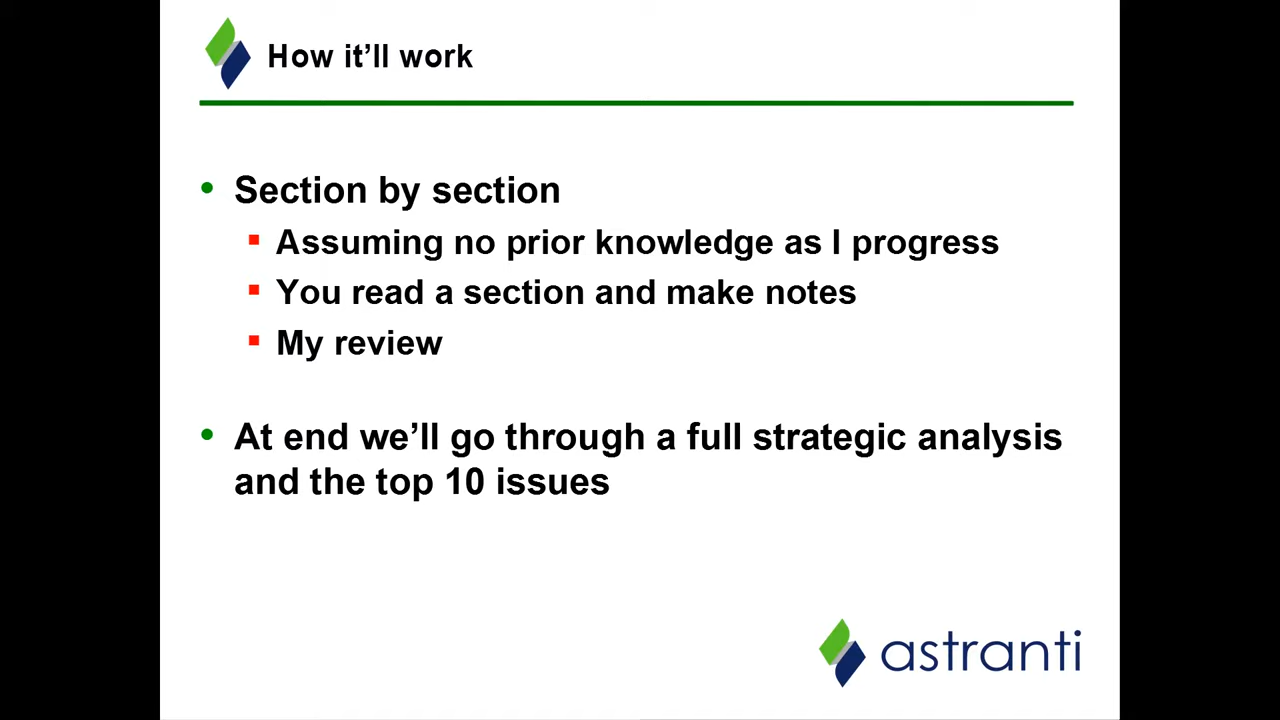 How it’ll work
Section by section
Assuming no prior knowledge as I progress
You read a section and make notes
My review
At end we’ll go through a full strategic analysis
and the top 10 issues
astranti